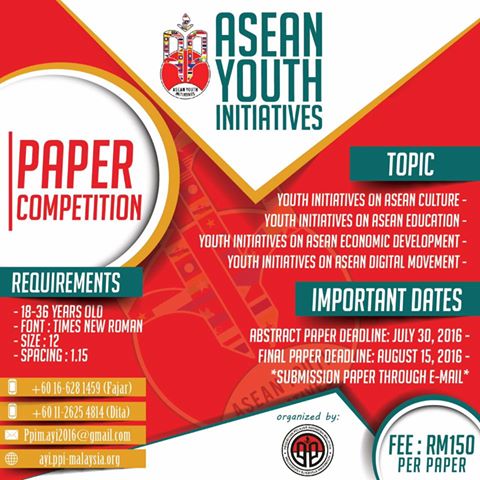 ASEAN YOUTH INITIATIVES
ASEAN
YOUTH
INITIATIVES
PAPER
COMPETITION
TOPIC
YOUTH INITIATIVES ON ASEAN CULTURE -
YOUTH INITIATIVES ON ASEAN EDUCATION -
YOUTH INITIATIVES ON ASEAN ECONOMIC DEVELOPMENT -
YOUTH INITIATIVES ON ASEAN DIGITAL MOVEMENT -
REQUIREMENTS
- 18-36 YEARS OLD
- FONT : TIMES NEW ROMAN
- SIZE : 12
- SPACING : 1.15
IMPORTANT DATES
ABSTRACT PAPER DEADLINE: JULY 30, 2016 -
FINAL PAPER DEADLINE: AUGUST 15, 2016 -
*SUBMISSION PAPER THROUGH E-MAIL*
+60 16-628 1459 (Fajar)
+60 11-2625 4814 (Dita)
Ppim.ayi2016@gmail.com
ayi.ppi-malaysia.org
organized by:
FEE : RM150
PER PAPER